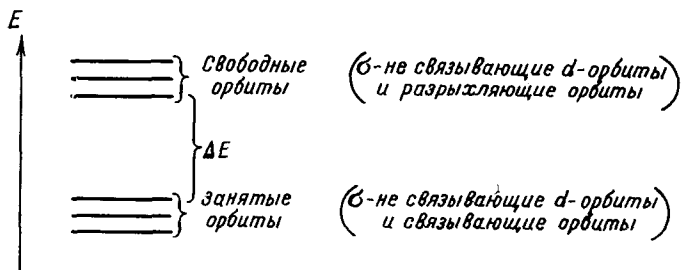 E
Свободные орбиты
(σ-не связывающие d-орбиты и разрыхляющие орбиты)
ΔE
Занятые орбиты
(σ-не связывающие d-орбиты и связывающие орбиты)